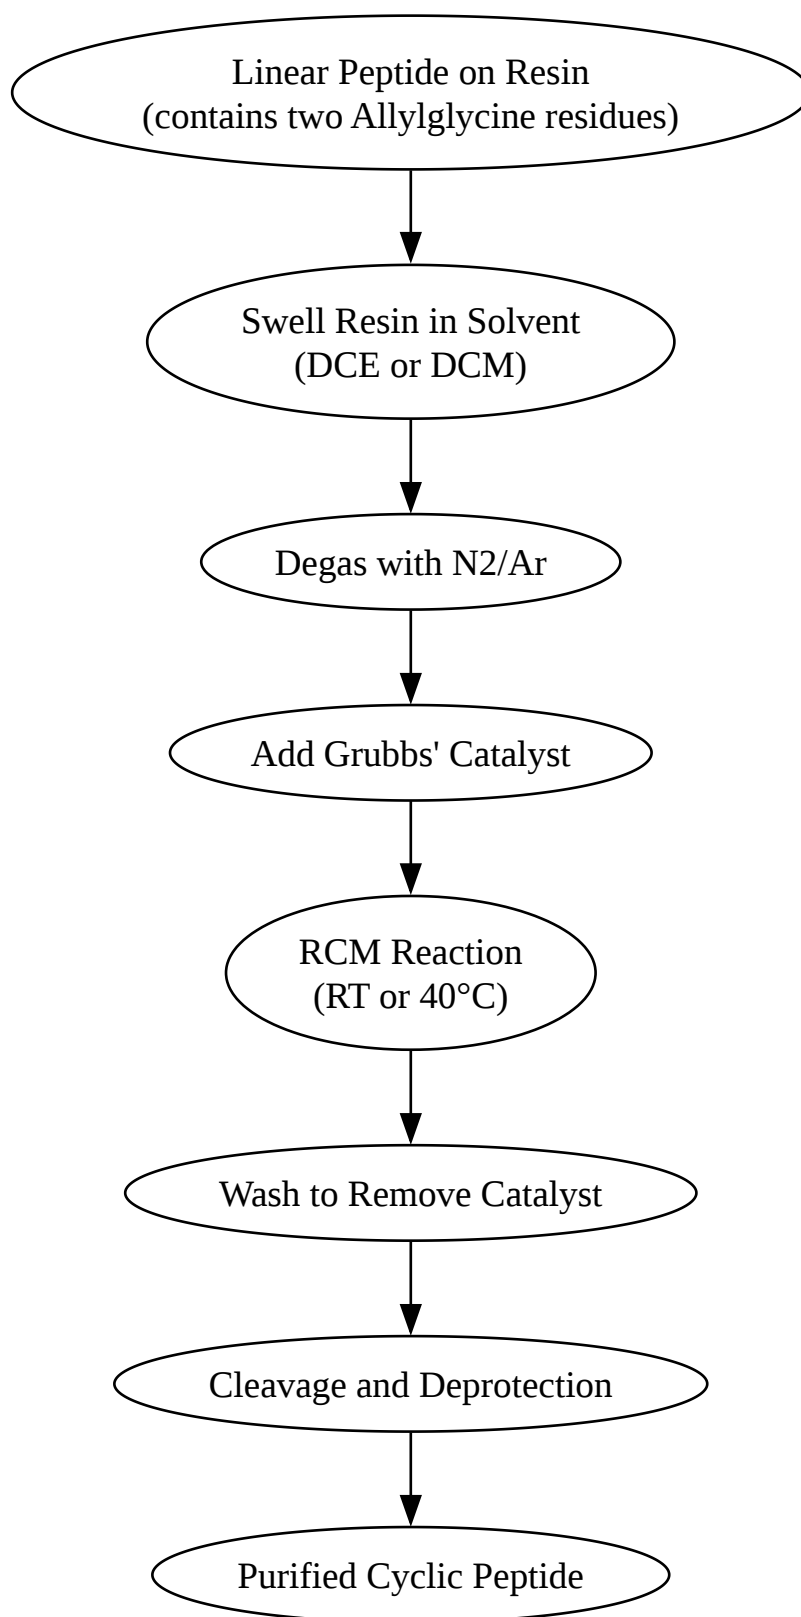 Linear Peptide on Resin
(contains two Allylglycine residues)
Swell Resin in Solvent
(DCE or DCM)
Degas with N2/Ar
Add Grubbs' Catalyst
RCM Reaction
(RT or 40°C)
Wash to Remove Catalyst
Cleavage and Deprotection
Purified Cyclic Peptide